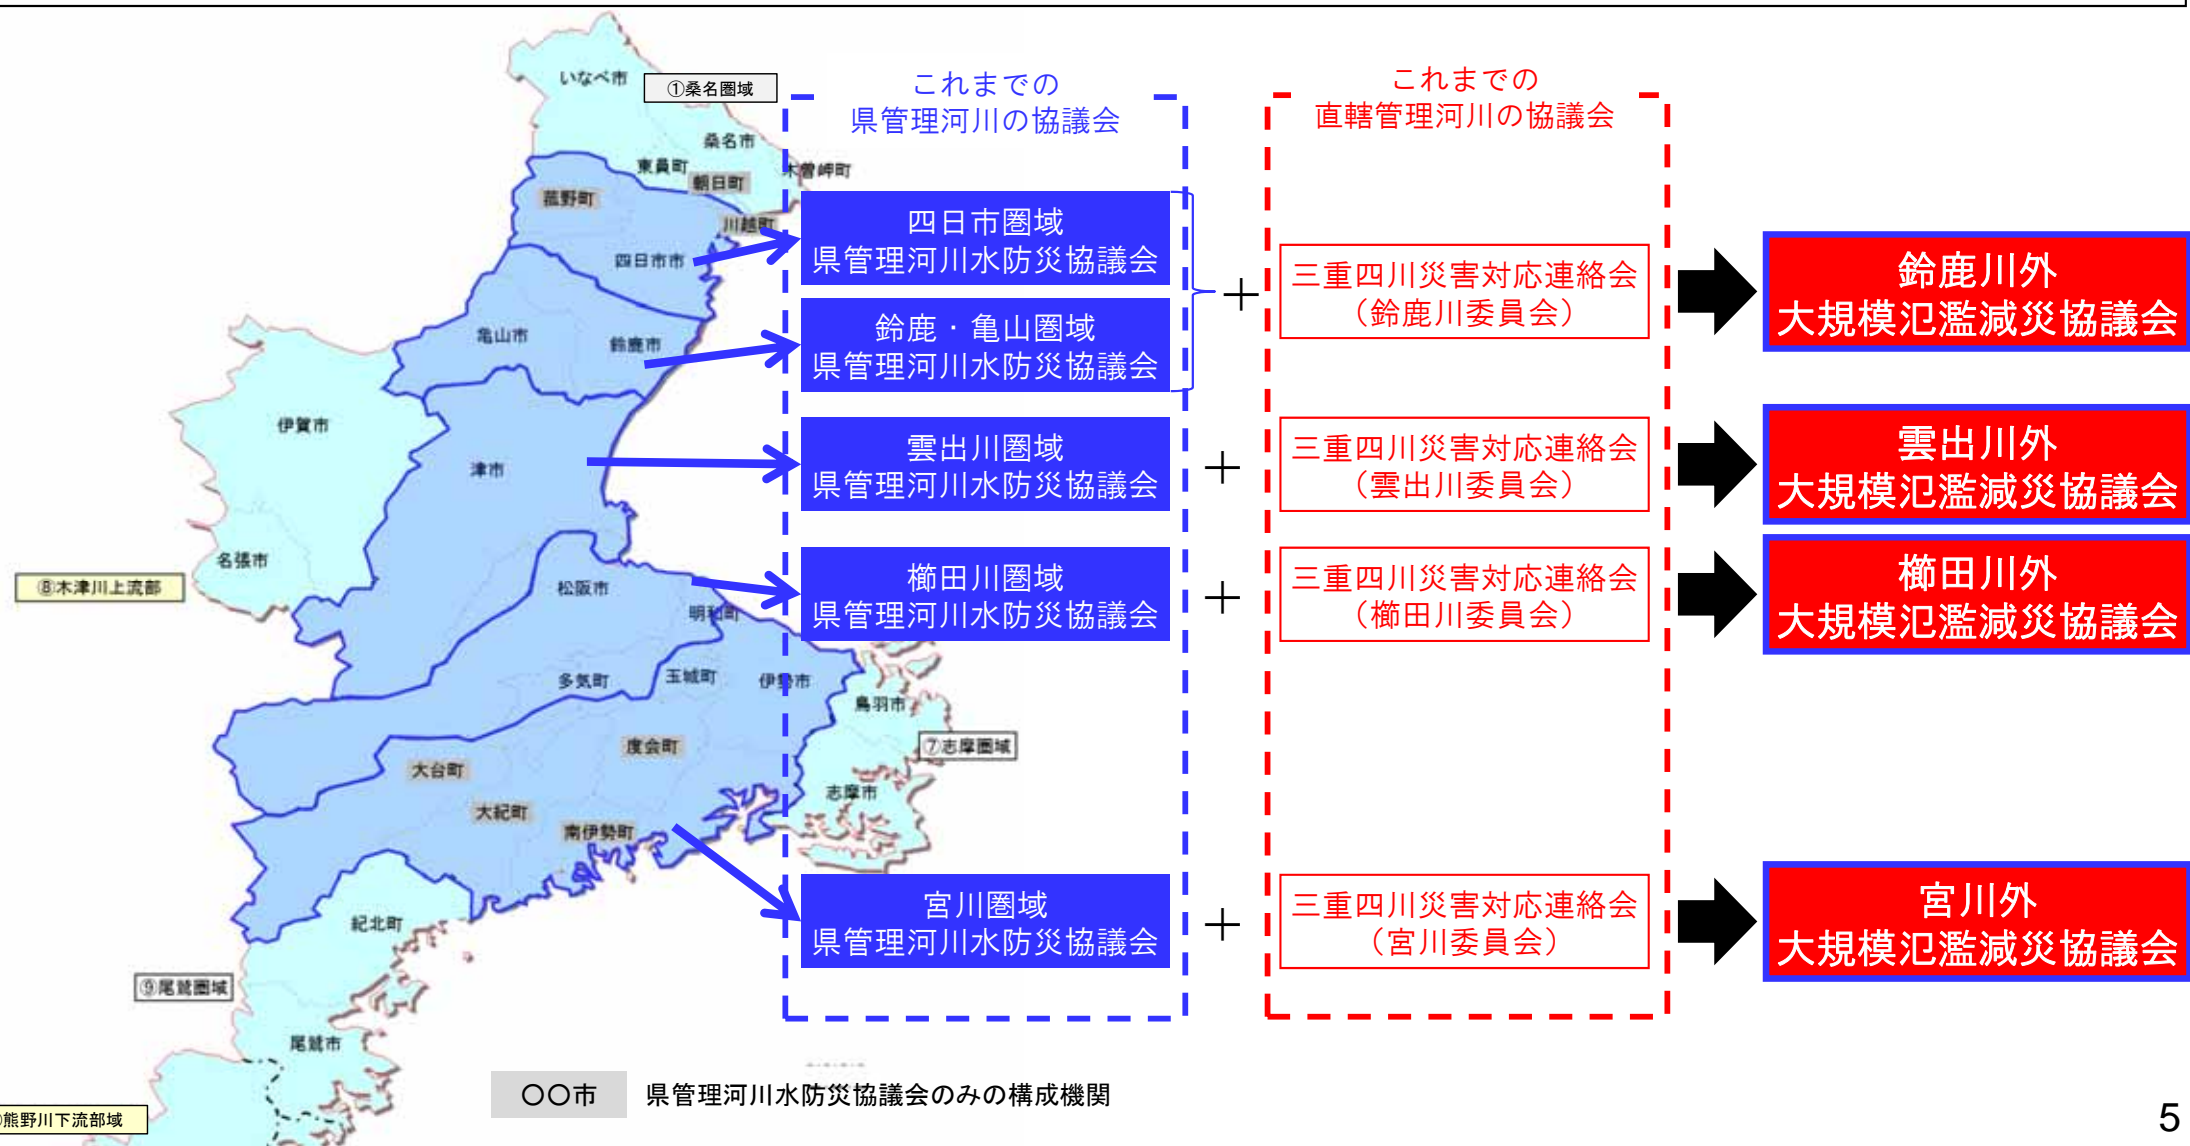 いなべ市
①桑名圏域
桑名市
東員町
朝日町
木曽岬町
菰野町
川越町
四日市市
亀山市
鈴鹿市
伊賀市
津市
名張市
⑧木津川上流部
松阪市
明和町
多気町
玉城町
伊勢市
鳥羽市
⑦志摩圏域
度会町
大台町
志摩市
大紀町
南伊勢町
紀北町
⑨尾鷲圏域
尾鷲市
熊野川下流部域
これまでの
県管理河川の協議会
四日市圏域
県管理河川水防災協議会
鈴鹿・亀山圏域
県管理河川水防災協議会
雲出川圏域
県管理河川水防災協議会
櫛田川圏域
県管理河川水防災協議会
宮川圏域
県管理河川水防災協議会
+
+
+
+
これまでの
直轄管理河川の協議会
三重四川災害対応連絡会
（鈴鹿川委員会）
三重四川災害対応連絡会
（雲出川委員会）
三重四川災害対応連絡会
（櫛田川委員会）
三重四川災害対応連絡会
（宮川委員会）
鈴鹿川外
大規模氾濫減災協議会
雲出川外
大規模氾濫減災協議会
櫛田川外
大規模氾濫減災協議会
宮川外
大規模氾濫減災協議会
〇〇市 県管理河川水防災協議会のみの構成機関
5